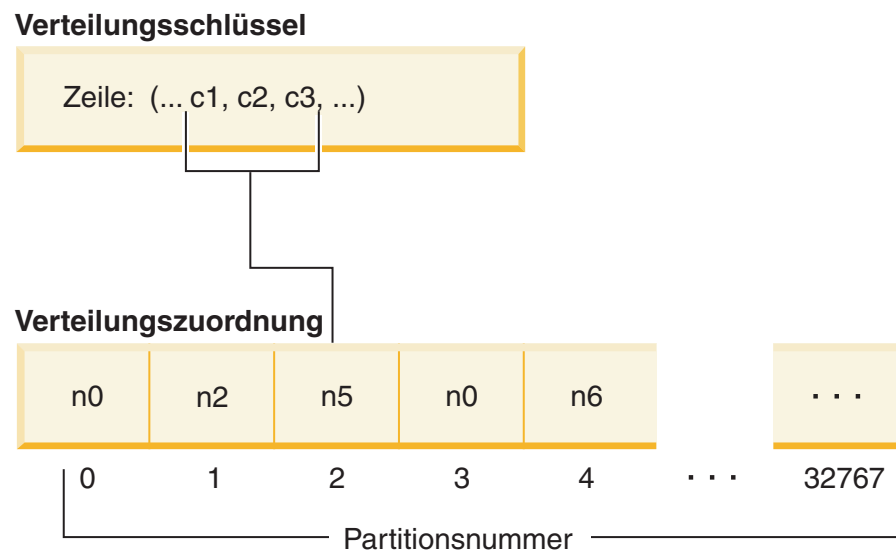 Verteilungsschlüssel
Zeile: (... c1, c2, c3, ...)
Verteilungszuordnung
n0 n2 n5 n0 n6 . . .
0 1 2 3 4 . . . 32767
Partitionsnummer